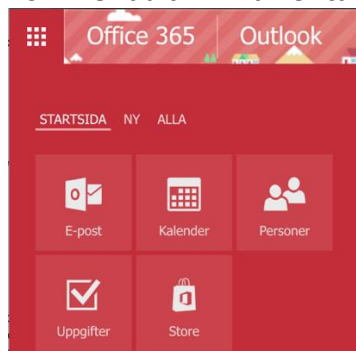 Office 365 Outlook
STARTSIDA NY ALLA
E-post Kalender Personer
Uppgifter Store